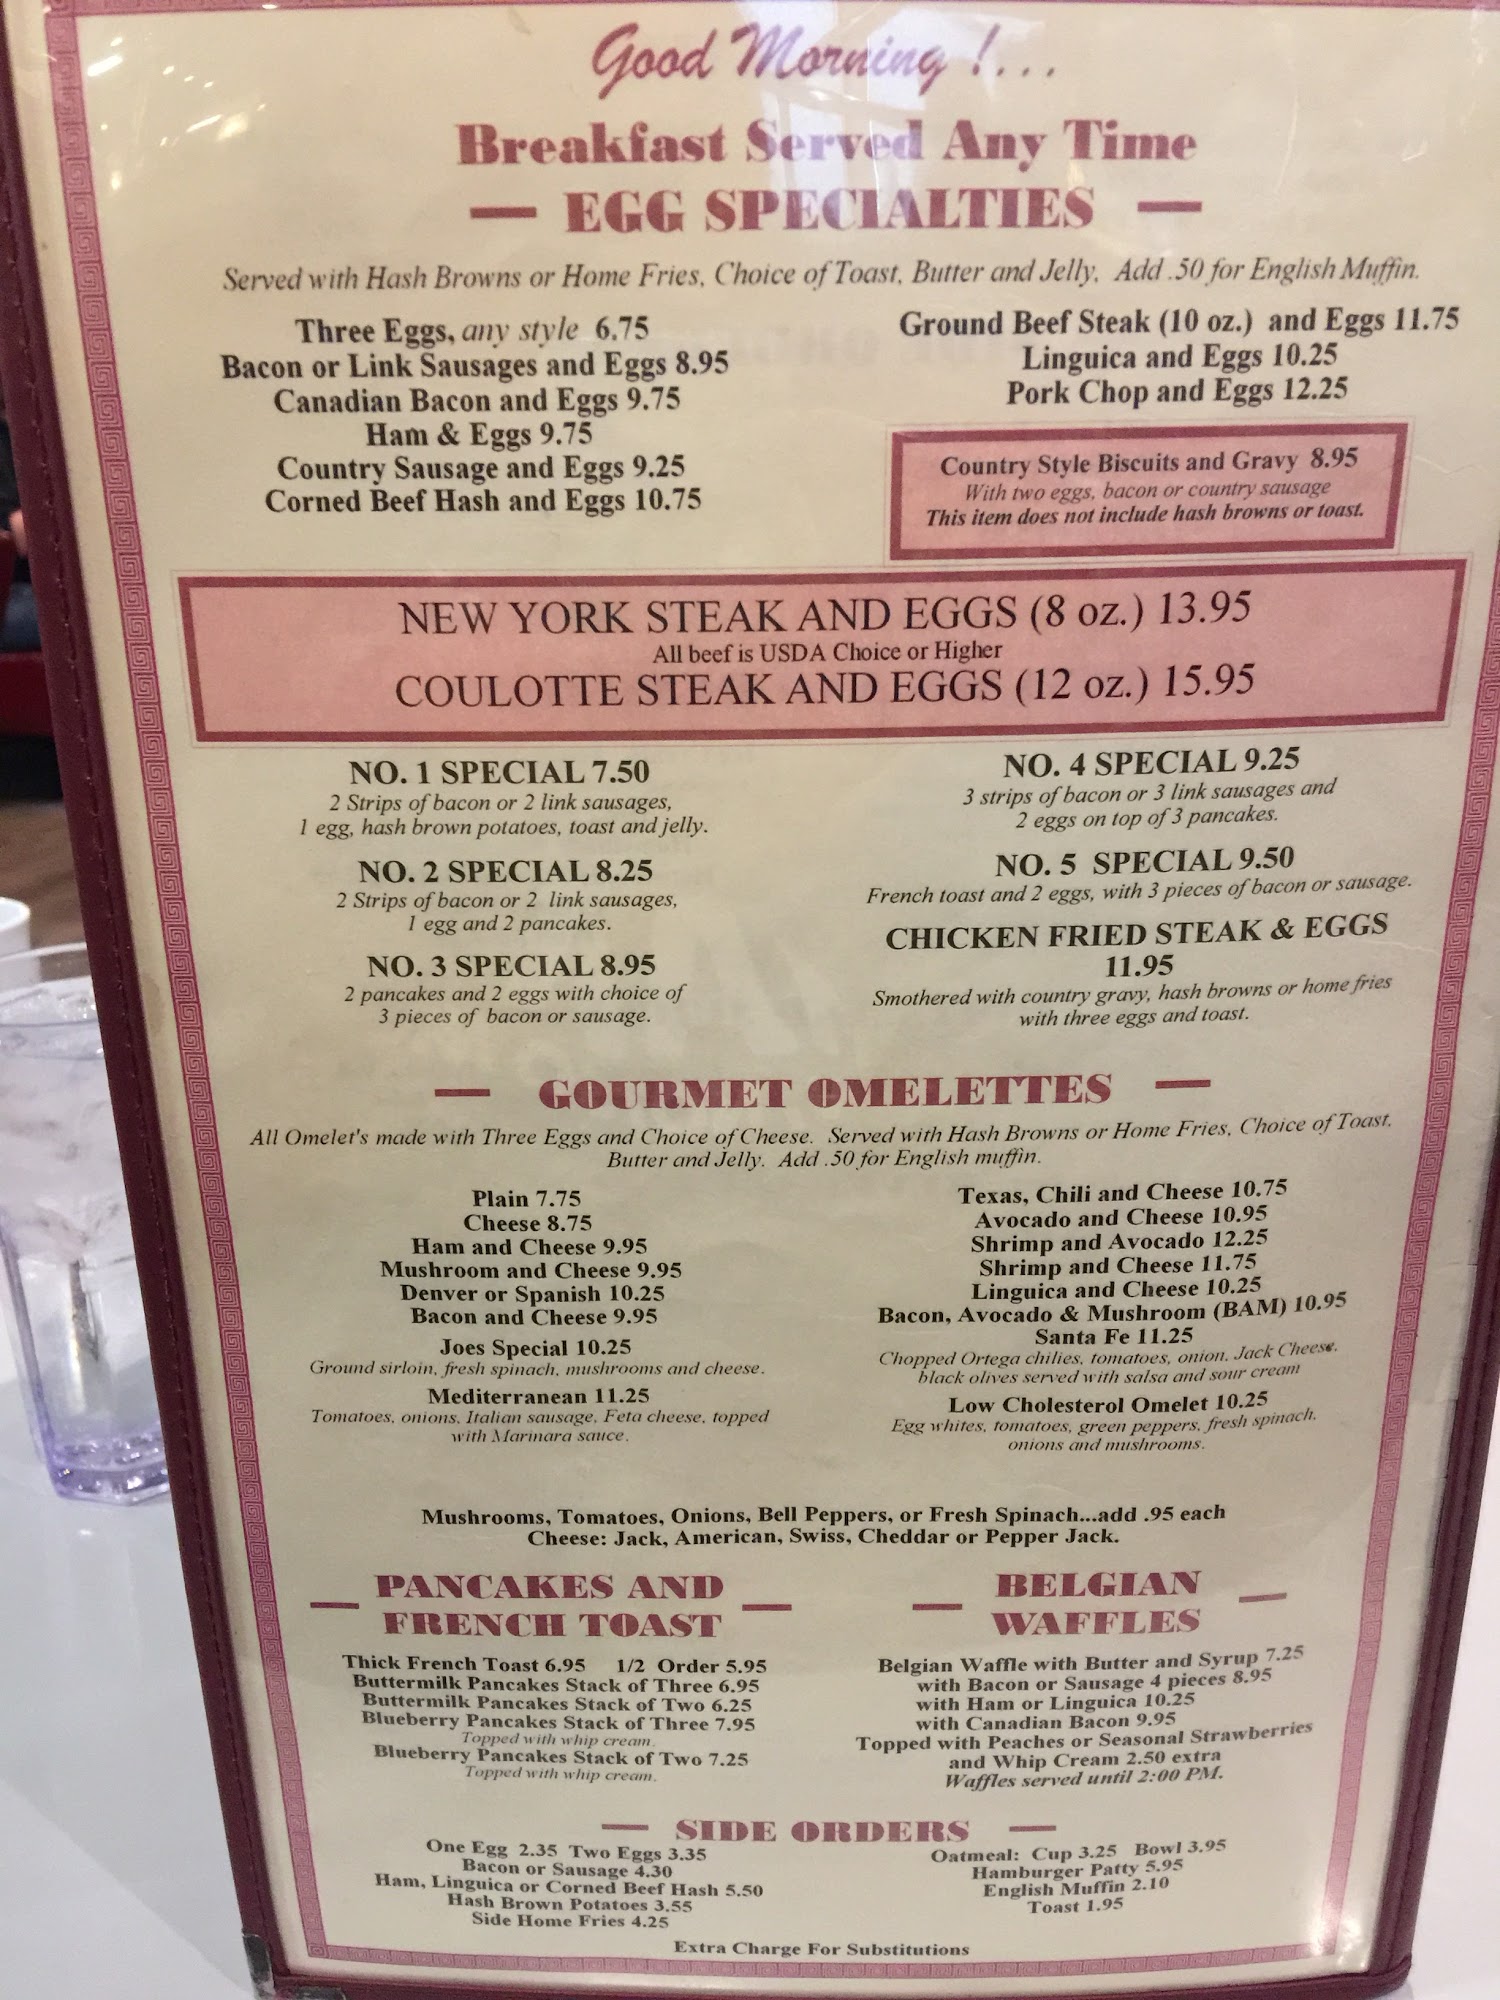 Good Morning !...
Breakfast Served Any Time
— EGG SPECIALTIES —
Served with Hash Browns or Home Fries, Choice of Toast, Butter and Jelly. Add .50 for English Muffin.
Three Eggs, any style 6.75
Bacon or Link Sausages and Eggs 8.95
Canadian Bacon and Eggs 9.75
Ham & Eggs 9.75
Country Sausage and Eggs 9.25
Corned Beef Hash and Eggs 10.75
Ground Beef Steak (10 oz.) and Eggs 11.75
Linguica and Eggs 10.25
Pork Chop and Eggs 12.25
Country Style Biscuits and Gravy 8.95
With two eggs, bacon or country sausage
This item does not include hash browns or toast.
NEW YORK STEAK AND EGGS (8 oz.) 13.95
All beef is USDA Choice or Higher
COULOTTE STEAK AND EGGS (12 oz.) 15.95
NO. 1 SPECIAL 7.50
2 Strips of bacon or 2 link sausages,
1 egg, hash brown potatoes, toast and jelly.
NO. 2 SPECIAL 8.25
2 Strips of bacon or 2 link sausages,
1 egg and 2 pancakes.
NO. 3 SPECIAL 8.95
2 pancakes and 2 eggs with choice of
3 pieces of bacon or sausage.
NO. 4 SPECIAL 9.25
3 strips of bacon or 3 link sausages and
2 eggs on top of 3 pancakes.
NO. 5 SPECIAL 9.50
French toast and 2 eggs, with 3 pieces of bacon or sausage.
CHICKEN FRIED STEAK & EGGS
11.95
Smothered with country gravy, hash browns or home fries
with three eggs and toast.
— GOURMET OMELETTES —
All Omelet's made with Three Eggs and Choice of Cheese. Served with Hash Browns or Home Fries, Choice of Toast,
Butter and Jelly. Add .50 for English muffin.
Plain 7.75
Cheese 8.75
Ham and Cheese 9.95
Mushroom and Cheese 9.95
Denver or Spanish 10.25
Bacon and Cheese 9.95
Joes Special 10.25
Ground sirloin, fresh spinach, mushrooms and cheese.
Mediterranean 11.25
Tomatoes, onions, Italian sausage, Feta cheese, topped
with Marinara sauce.
Texas, Chili and Cheese 10.75
Avocado and Cheese 10.95
Shrimp and Avocado 12.25
Shrimp and Cheese 11.75
Linguica and Cheese 10.25
Bacon, Avocado & Mushroom (BAM) 10.95
Santa Fe 11.25
Chopped Ortega chilies, tomatoes, onion, Jack Cheese,
black olives served with salsa and sour cream
Low Cholesterol Omelet 10.25
Egg whites, tomatoes, green peppers, fresh spinach,
onions and mushrooms.
Mushrooms, Tomatoes, Onions, Bell Peppers, or Fresh Spinach...add .95 each
Cheese: Jack, American, Swiss, Cheddar or Pepper Jack.
— PANCAKES AND
FRENCH TOAST —
Thick French Toast 6.95 1/2 Order 5.95
Buttermilk Pancakes Stack of Three 6.95
Buttermilk Pancakes Stack of Two 6.25
Blueberry Pancakes Stack of Three 7.95
Topped with whip cream.
Blueberry Pancakes Stack of Two 7.25
Topped with whip cream.
— BELGIAN
WAFFLES —
Belgian Waffle with Butter and Syrup 7.25
with Bacon or Sausage 4 pieces 8.95
with Ham or Linguica 10.25
with Canadian Bacon 9.95
Topped with Peaches or Seasonal Strawberries
and Whip Cream 2.50 extra
Waffles served until 2:00 PM.
— SIDE ORDERS —
One Egg 2.35 Two Eggs 3.35
Bacon or Sausage 4.30
Ham, Linguica or Corned Beef Hash 5.50
Hash Brown Potatoes 3.55
Side Home Fries 4.25
Oatmeal: Cup 3.25 Bowl 3.95
Hamburger Patty 5.95
English Muffin 2.10
Toast 1.95
Extra Charge For Substitutions